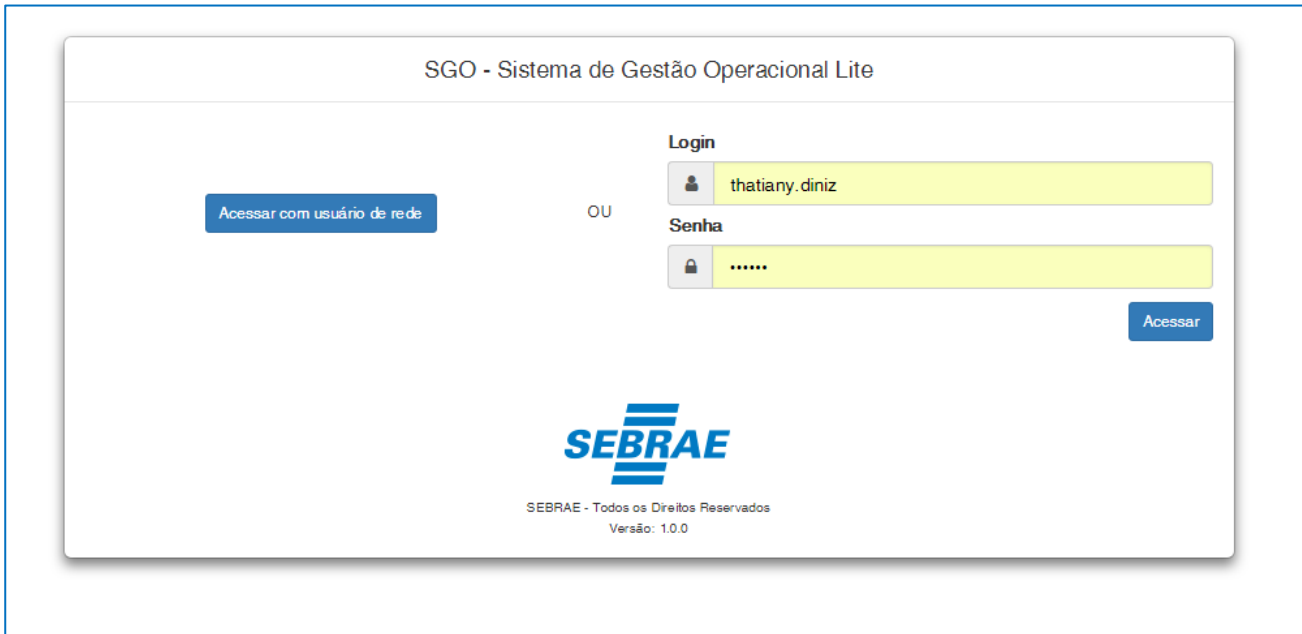 SGO - Sistema de Gestão Operacional Lite
Acessar com usuário de rede
OU
Login
thatiany.diniz
Senha
••••••
Acessar
SEBRAE
SEBRAE - Todos os Direitos Reservados
Versão: 1.0.0